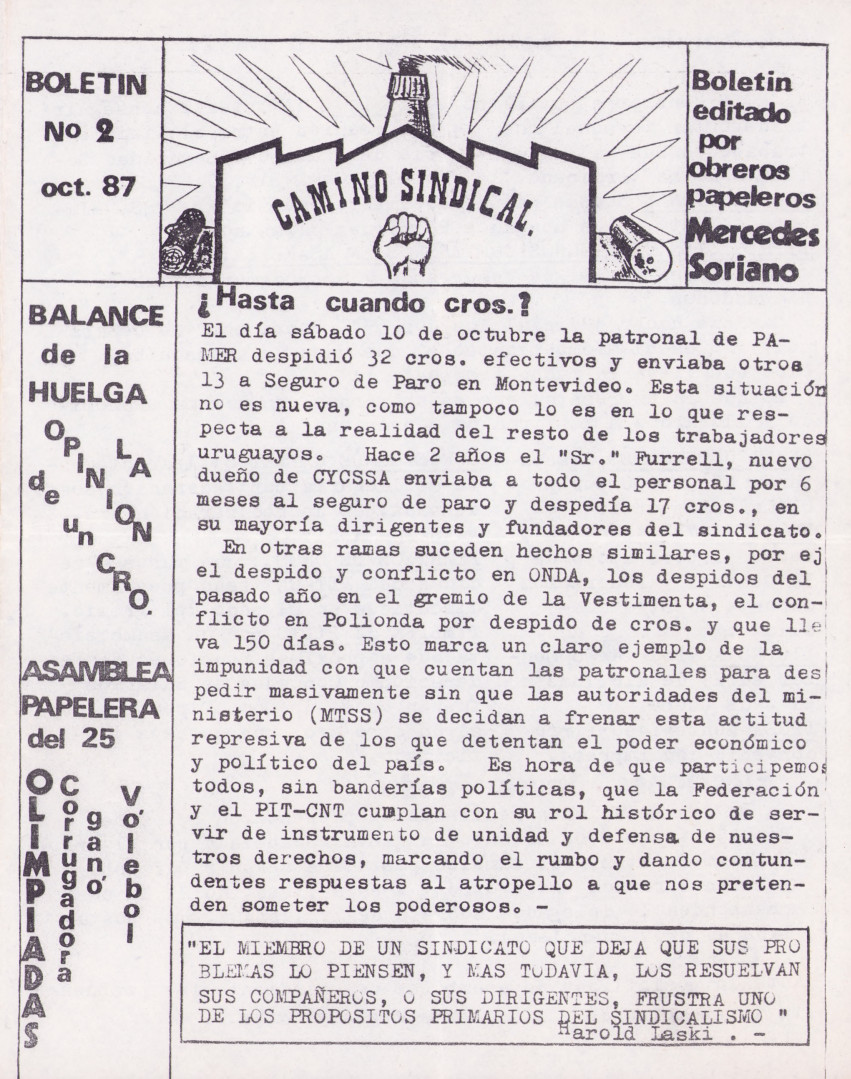 BOLETIN
No 2
oct. 87
CAMINO SINDICAL.
Boletin
editado
por
obreros
papeleros
Mercedes
Soriano
BALANCE
de la
HUELGA
LA
OPINION
de
un
CRO.
ASAMBLEA
PAPELERA
del 25
OLIMPIADAS
Corrugadora
ganó
Vóleibol
¿Hasta cuando cros.?
El día sábado 10 de octubre la patronal de PA-
MER despidió 32 cros. efectivos y enviaba otros
13 a Seguro de Paro en Montevideo. Esta situación
no es nueva, como tampoco lo es en lo que res-
pecta a la realidad del resto de los trabajadores
uruguayos. Hace 2 años el "Sr." Furrell, nuevo
dueño de CYCSSA enviaba a todo el personal por 6
meses al seguro de paro y despedía 17 cros., en
su mayoría dirigentes y fundadores del sindicato.
En otras ramas suceden hechos similares, por ej
el despido y conflicto en ONDA, los despidos del
pasado año en el gremio de la Vestimenta, el con-
flicto en Polionda por despido de cros. y que lle
va 150 días. Esto marca un claro ejemplo de la
impunidad con que cuentan las patronales para des
pedir masivamente sin que las autoridades del mi-
nisterio (MTSS) se decidan a frenar esta actitud
represiva de los que detentan el poder económico
y político del país. Es hora de que participemos
todos, sin banderías políticas, que la Federación
y el PIT-CNT cumplan con su rol histórico de ser-
vir de instrumento de unidad y defensa de nues-
tros derechos, marcando el rumbo y dando contun-
dentes respuestas al atropello a que nos preten-
den someter los poderosos. -
"EL MIEMBRO DE UN SINDICATO QUE DEJA QUE SUS PRO
BLEMAS LO PIENSEN, Y MAS TODAVIA, LOS RESUELVAN
SUS COMPAÑEROS, O SUS DIRIGENTES, FRUSTRA UNO
DE LOS PROPOSITOS PRIMARIOS DEL SINDICALISMO "
Harold Laski . -